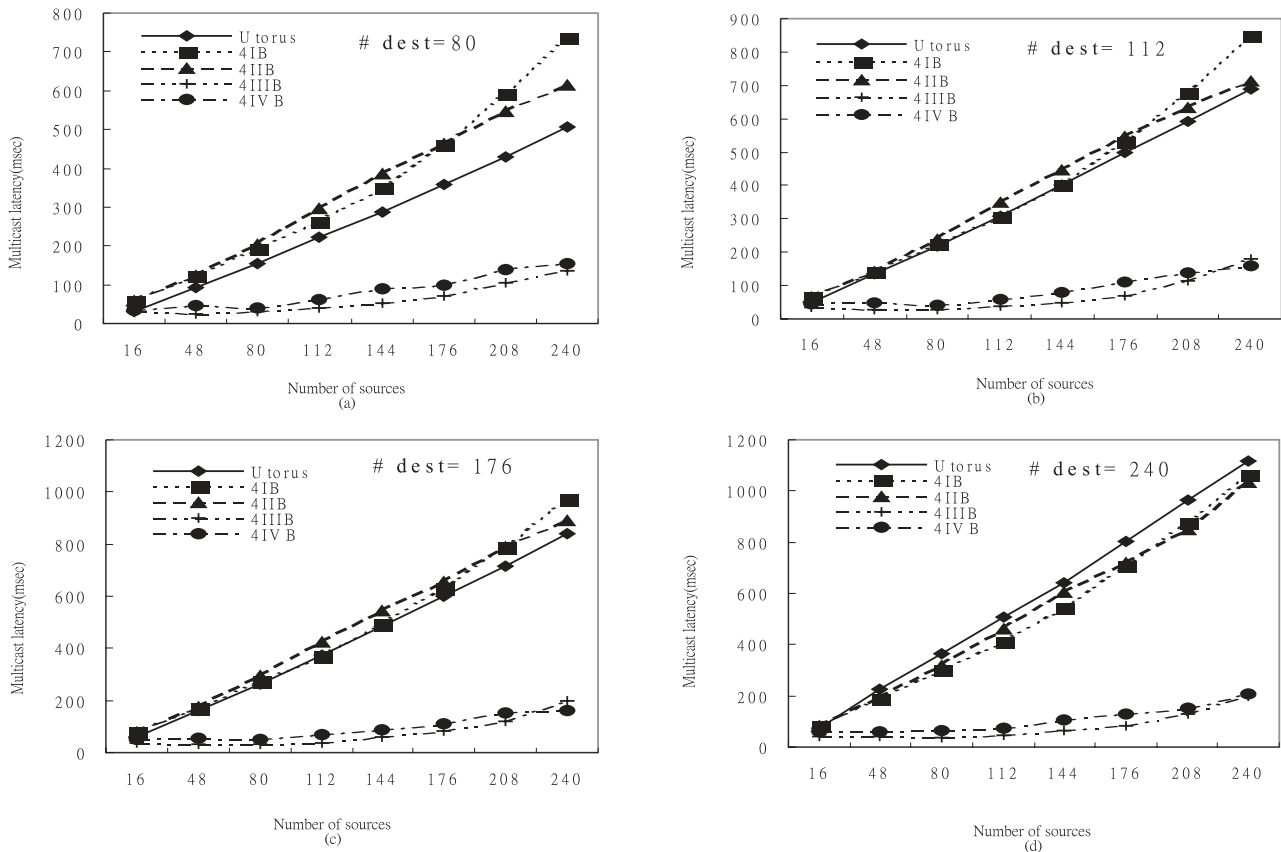 800
700
600
500
400
300
200
100
0
Multicast latency(msec)
U torus
4IB
4IIB
4IIIB
4IV B
# dest= 80
16 48 80 112 144 176 208 240
Number of sources
(a)
900
800
700
600
500
400
300
200
100
0
Multicast latency(msec)
U torus
4IB
4IIB
4IIIB
4IV B
# dest= 112
16 48 80 112 144 176 208 240
Number of sources
(b)
1200
1000
800
600
400
200
0
Multicast latency(msec)
U torus
4IB
4IIB
4IIIB
4IV B
# dest= 176
16 48 80 112 144 176 208 240
Number of sources
(c)
1200
1000
800
600
400
200
0
Multicast latency(msec)
U torus
4IB
4IIB
4IIIB
4IV B
# dest= 240
16 48 80 112 144 176 208 240
Number of sources
(d)